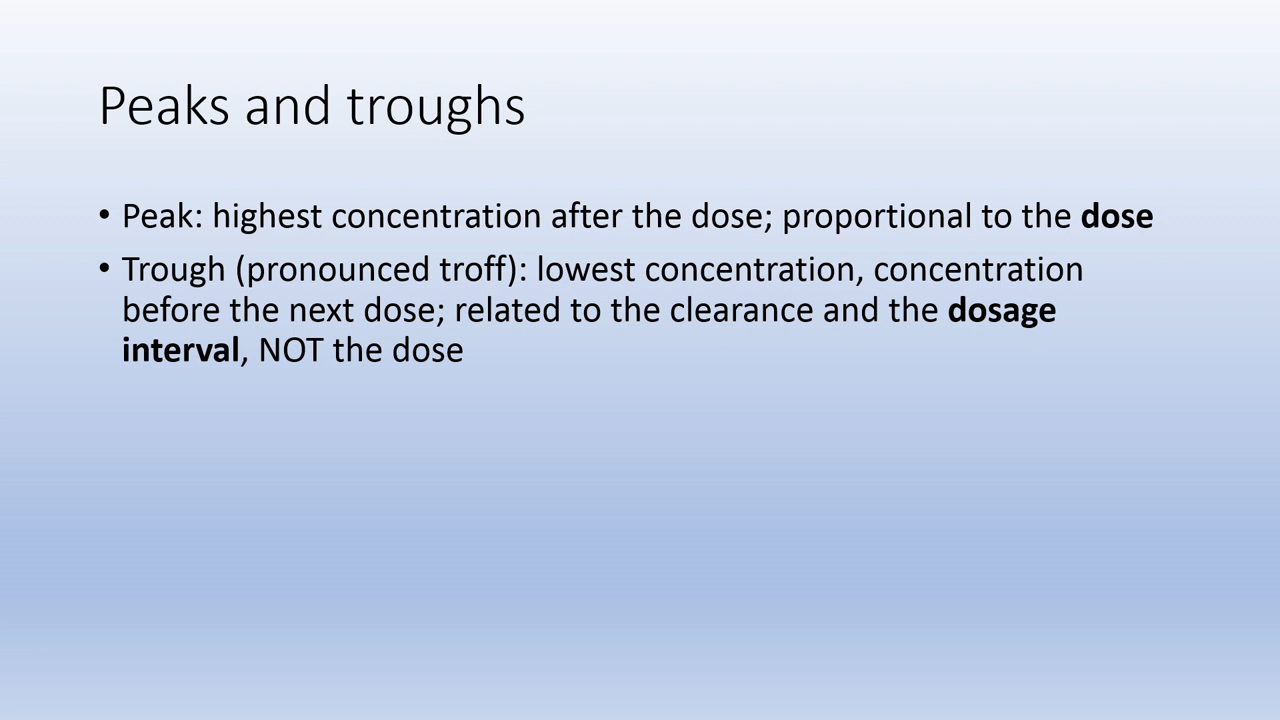 Peaks and troughs
• Peak: highest concentration after the dose; proportional to the dose
• Trough (pronounced troff): lowest concentration, concentration
before the next dose; related to the clearance and the dosage
interval, NOT the dose